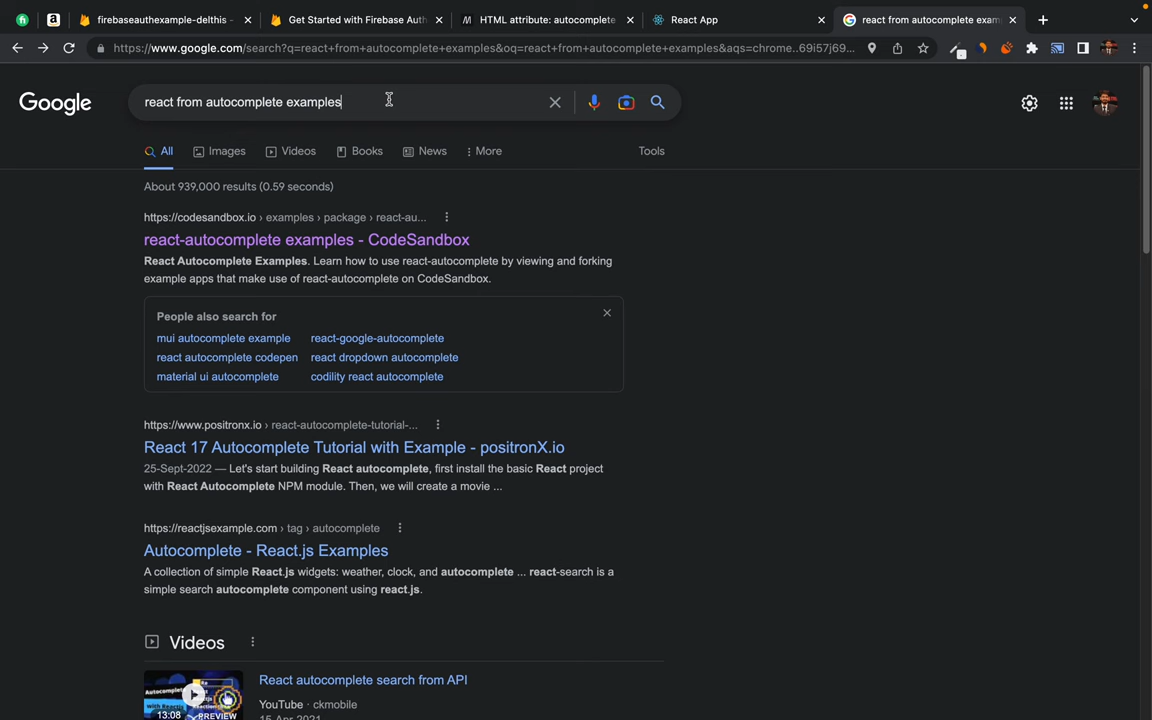 firebaseauthexample-delthis -
Get Started with Firebase Auth
HTML attribute: autocomplete
React App
react from autocomplete exam
https://www.google.com/search?q=react+from+autocomplete+examples&oq=react+from+autocomplete+examples&aqs=chrome..69i57j69...
Google
react from autocomplete examples
All
Images
Videos
Books
News
More
Tools
About 939,000 results (0.59 seconds)
https://codesandbox.io › examples › package › react-au...
react-autocomplete examples - CodeSandbox
React Autocomplete Examples. Learn how to use react-autocomplete by viewing and forking
example apps that make use of react-autocomplete on CodeSandbox.
People also search for
mui autocomplete example
react-google-autocomplete
react autocomplete codepen
react dropdown autocomplete
material ui autocomplete
codility react autocomplete
https://www.positronx.io › react-autocomplete-tutorial-...
React 17 Autocomplete Tutorial with Example - positronX.io
25-Sept-2022 — Let's start building React autocomplete, first install the basic React project
with React Autocomplete NPM module. Then, we will create a movie ...
https://reactjsexample.com › tag › autocomplete
Autocomplete - React.js Examples
A collection of simple React.js widgets: weather, clock, and autocomplete ... react-search is a
simple search autocomplete component using react.js.
Videos
React autocomplete search from API
YouTube · ckmobile
15-Apr-2021
13:08
PREVIEW